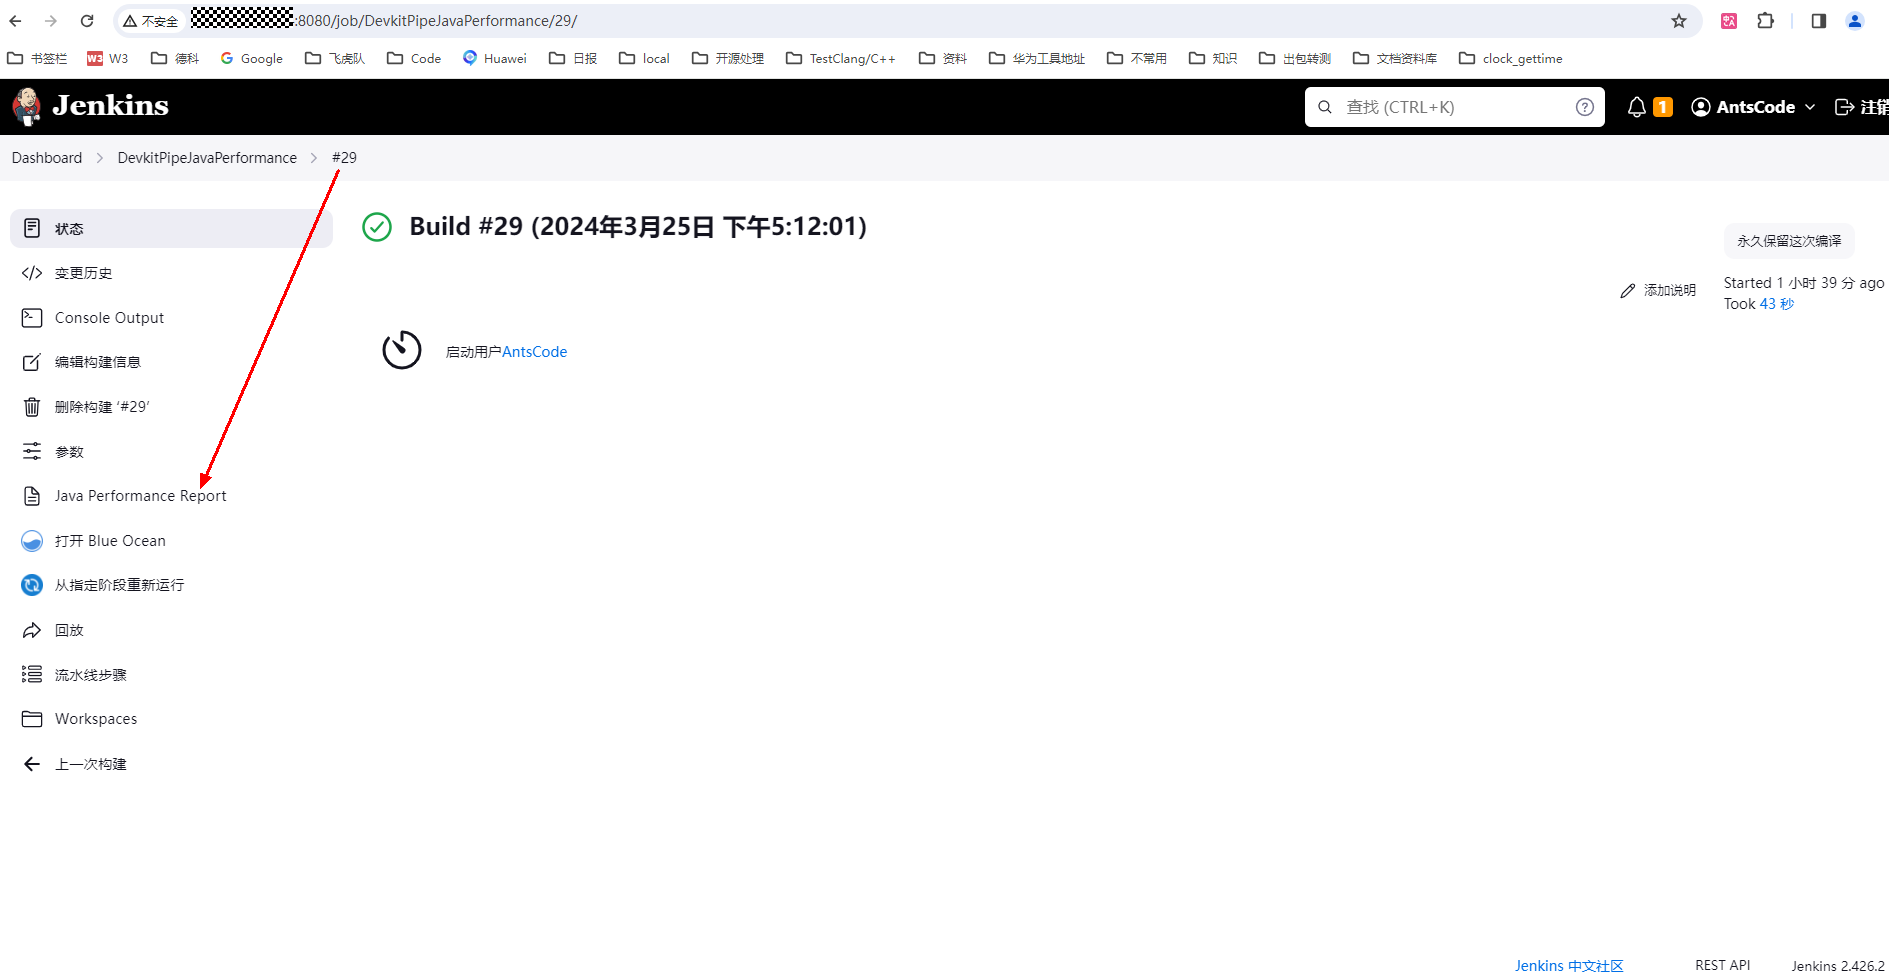 不安全 :8080/job/DevkitPipeJavaPerformance/29/
书签栏 W3 德科 Google 飞虎队 Code Huawei 日报 local 开源处理 TestClang/C++ 资料 华为工具地址 不常用 知识 出包转测 文档资料库 clock_gettime
Jenkins 查找 (CTRL+K) 1 AntsCode 注销
Dashboard DevkitPipeJavaPerformance #29
状态
变更历史
Console Output
编辑构建信息
删除构建 ‘#29’
参数
Java Performance Report
打开 Blue Ocean
从指定阶段重新运行
回放
流水线步骤
Workspaces
上一次构建
Build #29 (2024年3月25日 下午5:12:01)
永久保留这次编译
添加说明
Started 1 小时 39 分 ago
Took 43 秒
启动用户AntsCode
Jenkins 中文社区 REST API Jenkins 2.426.2